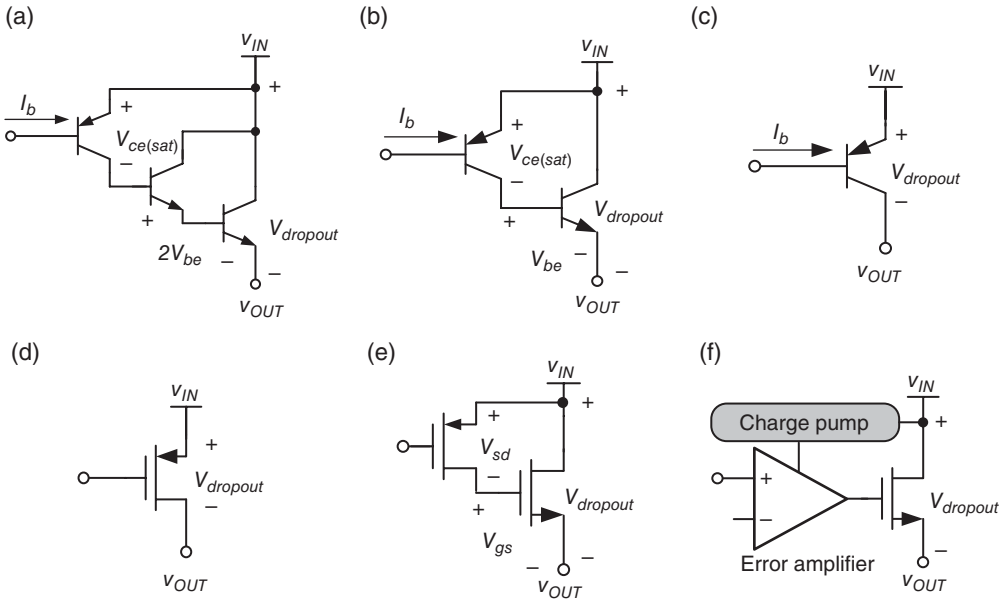 (a)
v_IN
+
I_b
+
V_ce(sat)
−
+
2V_be
−
V_dropout
−
v_OUT
(b)
v_IN
+
I_b
+
V_ce(sat)
−
+
V_be
−
V_dropout
−
v_OUT
(c)
v_IN
I_b
+
V_dropout
−
v_OUT
(d)
v_IN
+
V_dropout
−
v_OUT
(e)
v_IN
+
+
V_sd
−
+
V_gs
−
V_dropout
−
v_OUT
(f)
v_IN
Charge pump
+
+
−
V_dropout
Error amplifier
−
v_OUT